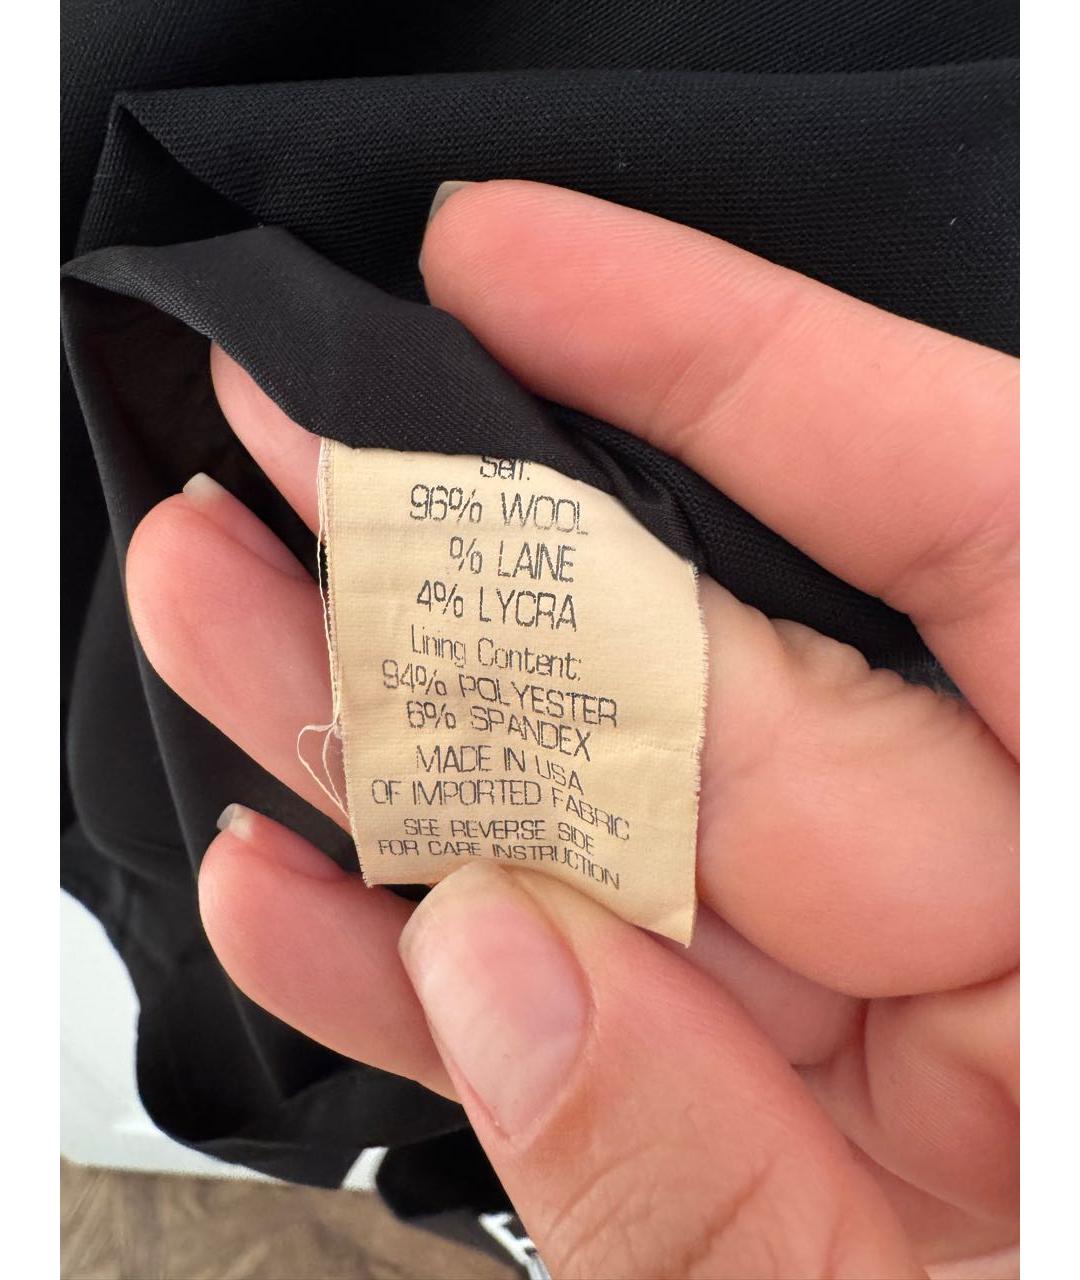 Self:
96% WOOL
% LAINE
4% LYCRA
Lining Content:
94% POLYESTER
6% SPANDEX
MADE IN USA
OF IMPORTED FABRIC
SEE REVERSE SIDE
FOR CARE INSTRUCTION